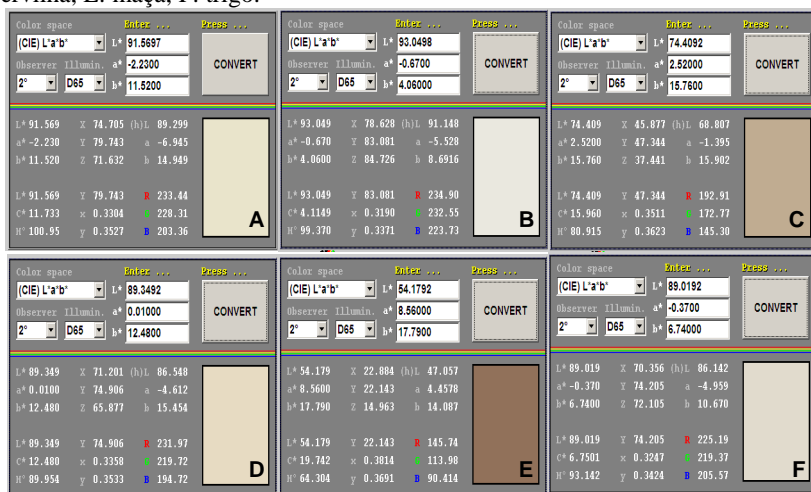 ervilha; E: maçã; F: trigo.
Color space Enter ... Press ...
(CIE) L*a*b* L* 91.5697
Observer Illumin. a* -2.2300 CONVERT
2° D65 b* 11.5200
L* 91.569 X 74.705 (h)L 89.299
a* -2.230 Y 79.743 a -6.945
b* 11.520 Z 71.632 b 14.949
L* 91.569 Y 79.743 R 233.44
C* 11.733 x 0.3304 G 228.31
H° 100.95 y 0.3527 B 203.36
A
Color space Enter ... Press ...
(CIE) L*a*b* L* 93.0498
Observer Illumin. a* -0.6700 CONVERT
2° D65 b* 4.06000
L* 93.049 X 78.628 (h)L 91.148
a* -0.670 Y 83.081 a -5.528
b* 4.0600 Z 84.726 b 8.6916
L* 93.049 Y 83.081 R 234.90
C* 4.1149 x 0.3190 G 232.55
H° 99.370 y 0.3371 B 223.73
B
Color space Enter ... Press ...
(CIE) L*a*b* L* 74.4092
Observer Illumin. a* 2.52000 CONVERT
2° D65 b* 15.7600
L* 74.409 X 45.877 (h)L 68.807
a* 2.5200 Y 47.344 a -1.395
b* 15.760 Z 37.441 b 15.902
L* 74.409 Y 47.344 R 192.91
C* 15.960 x 0.3511 G 172.77
H° 80.915 y 0.3623 B 145.30
C
Color space Enter ... Press ...
(CIE) L*a*b* L* 89.3492
Observer Illumin. a* 0.01000 CONVERT
2° D65 b* 12.4800
L* 89.349 X 71.201 (h)L 86.548
a* 0.0100 Y 74.906 a -4.612
b* 12.480 Z 65.877 b 15.454
L* 89.349 Y 74.906 R 231.97
C* 12.480 x 0.3358 G 219.72
H° 89.954 y 0.3533 B 194.72
D
Color space Enter ... Press ...
(CIE) L*a*b* L* 54.1792
Observer Illumin. a* 8.56000 CONVERT
2° D65 b* 17.7900
L* 54.179 X 22.884 (h)L 47.057
a* 8.5600 Y 22.143 a 4.4578
b* 17.790 Z 14.963 b 14.087
L* 54.179 Y 22.143 R 145.74
C* 19.742 x 0.3814 G 113.98
H° 64.304 y 0.3691 B 90.414
E
Color space Enter ... Press ...
(CIE) L*a*b* L* 89.0192
Observer Illumin. a* -0.3700 CONVERT
2° D65 b* 6.74000
L* 89.019 X 70.356 (h)L 86.142
a* -0.370 Y 74.205 a -4.959
b* 6.7400 Z 72.105 b 10.670
L* 89.019 Y 74.205 R 225.19
C* 6.7501 x 0.3247 G 219.37
H° 93.142 y 0.3424 B 205.57
F